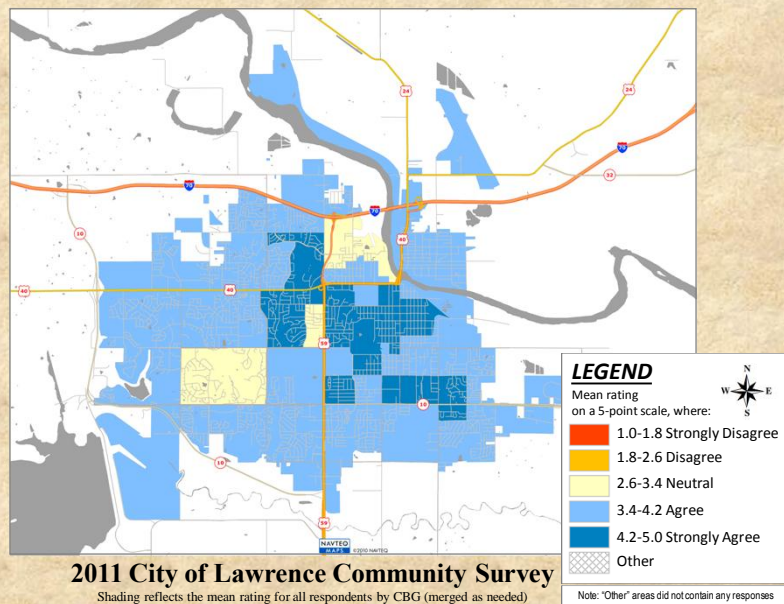 24
24
70
70
32
70
10
40
40
40
59
10
10
59
NAVTEQ
MAPS ©2010 NAVTEQ
LEGEND
Mean rating
on a 5-point scale, where:
N
W E
S
1.0-1.8 Strongly Disagree
1.8-2.6 Disagree
2.6-3.4 Neutral
3.4-4.2 Agree
4.2-5.0 Strongly Agree
Other
2011 City of Lawrence Community Survey
Shading reflects the mean rating for all respondents by CBG (merged as needed)
Note: "Other" areas did not contain any responses